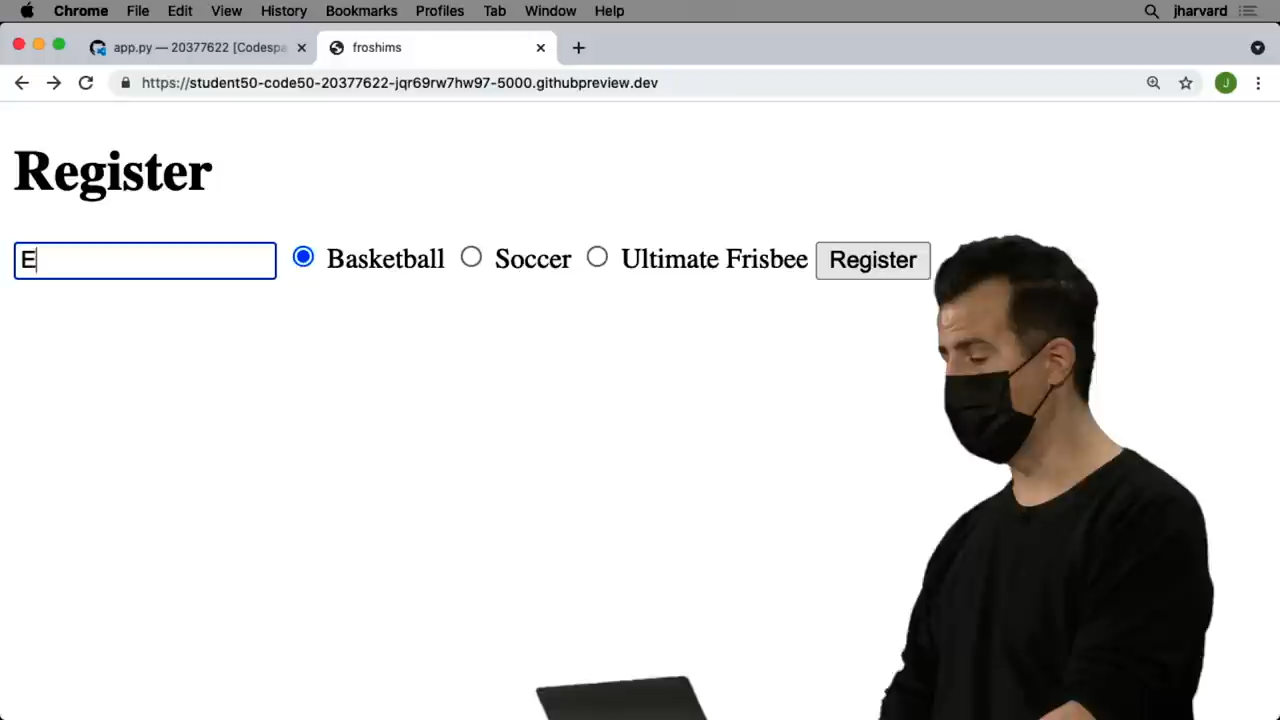 Chrome File Edit View History Bookmarks Profiles Tab Window Help jharvard
app.py — 20377622 [Codespa froshims
https://student50-code50-20377622-jqr69rw7hw97-5000.githubpreview.dev J
Register
E Basketball Soccer Ultimate Frisbee Register